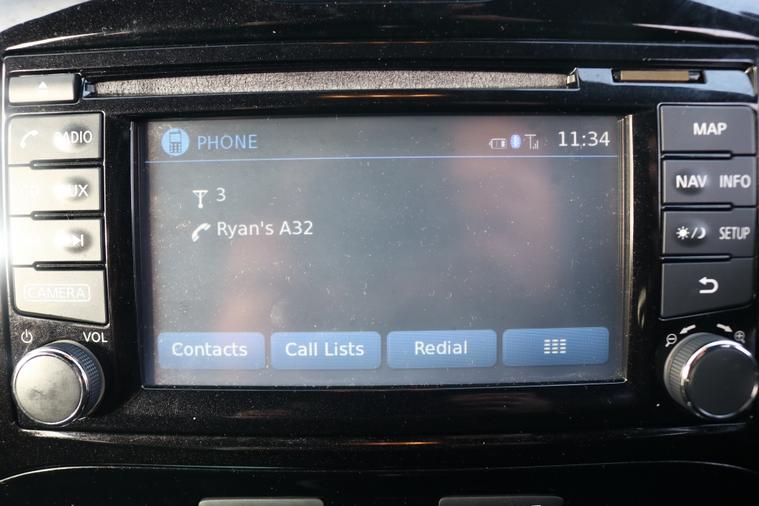 RADIO
AUX
CAMERA
VOL
PHONE
11:34
3
Ryan's A32
Contacts
Call Lists
Redial
MAP
NAV
INFO
SETUP